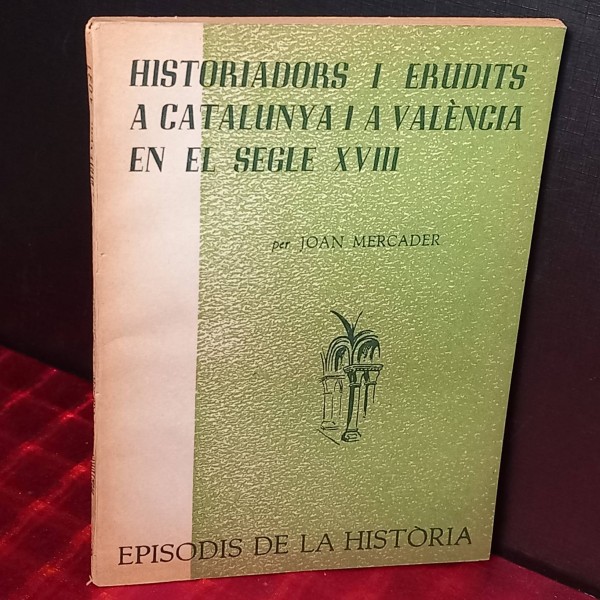 HISTORIADORS I ERUDITS
A CATALUNYA I A VALÈNCIA
EN EL SEGLE XVIII
per JOAN MERCADER
EPISODIS DE LA HISTÒRIA